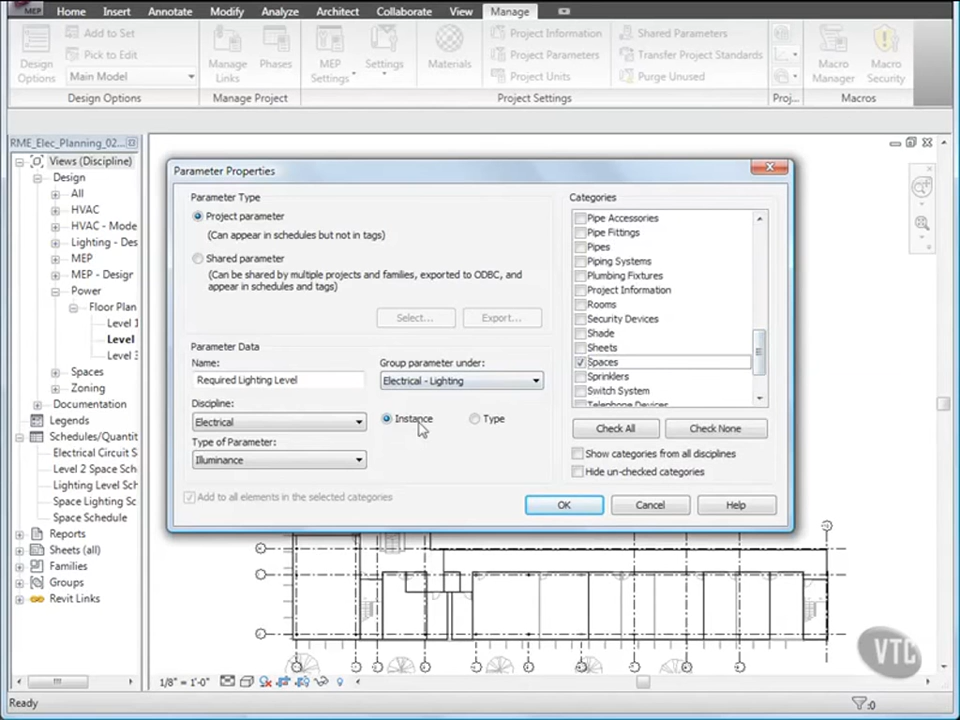 MEP Home Insert Annotate Modify Analyze Architect Collaborate View Manage
Add to Set
Pick to Edit
Main Model
Design Options
Design Options
Manage Links
Phases
Manage Project
MEP Settings
Settings
Materials
Project Information
Project Parameters
Project Units
Shared Parameters
Transfer Project Standards
Purge Unused
Project Settings
Proj...
Macro Manager
Macro Security
Macros
RME_Elec_Planning_02...
Views (Discipline)
Design
All
HVAC
HVAC - Mode
Lighting - Des
MEP
MEP - Design
Power
Floor Plan
Level 1
Level
Level 3
Spaces
Zoning
Documentation
Legends
Schedules/Quantit
Electrical Circuit S
Level 2 Space Sch
Lighting Level Sch
Space Lighting Sc
Space Schedule
Reports
Sheets (all)
Families
Groups
Revit Links
Parameter Properties
Parameter Type
Project parameter
(Can appear in schedules but not in tags)
Shared parameter
(Can be shared by multiple projects and families, exported to ODBC, and
appear in schedules and tags)
Select...
Export...
Parameter Data
Name:
Required Lighting Level
Group parameter under:
Electrical - Lighting
Discipline:
Electrical
Instance
Type
Type of Parameter:
Illuminance
Add to all elements in the selected categories
Categories
Pipe Accessories
Pipe Fittings
Pipes
Piping Systems
Plumbing Fixtures
Project Information
Rooms
Security Devices
Shade
Sheets
Spaces
Sprinklers
Switch System
Telephone Devices
Check All
Check None
Show categories from all disciplines
Hide un-checked categories
OK
Cancel
Help
VTC
1/8" = 1'-0"
Ready
:0